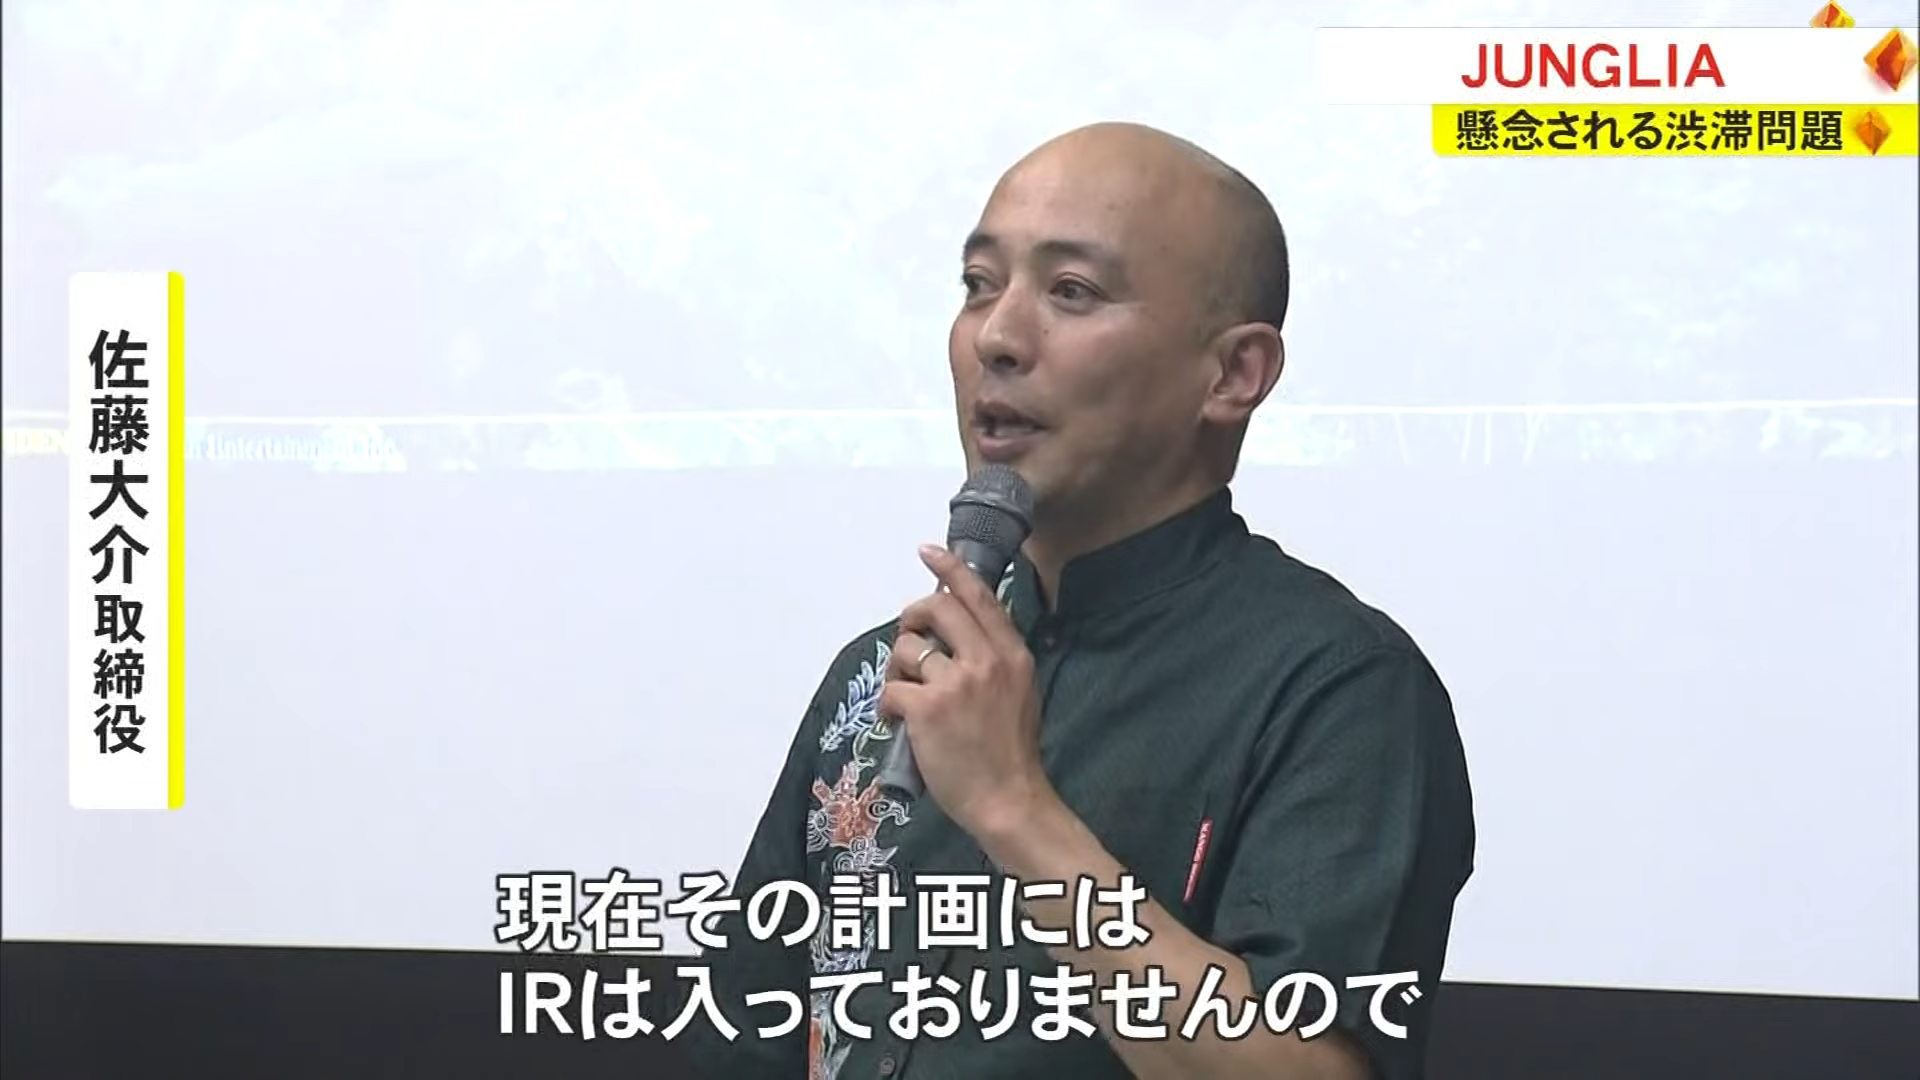 JUNGLIA
懸念される渋滞問題
佐藤大介 取締役
Entertainment Inc.
現在その計画には
IRは入っておりませんので